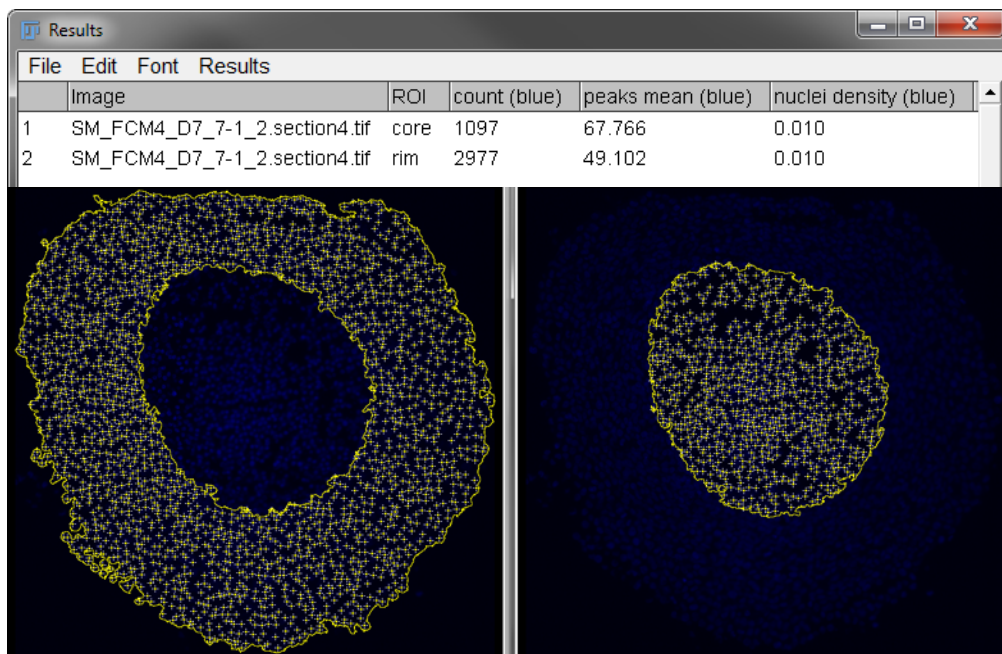 Results
File Edit Font Results
Image ROI count (blue) peaks mean (blue) nuclei density (blue)
1 SM_FCM4_D7_7-1_2.section4.tif core 1097 67.766 0.010
2 SM_FCM4_D7_7-1_2.section4.tif rim 2977 49.102 0.010